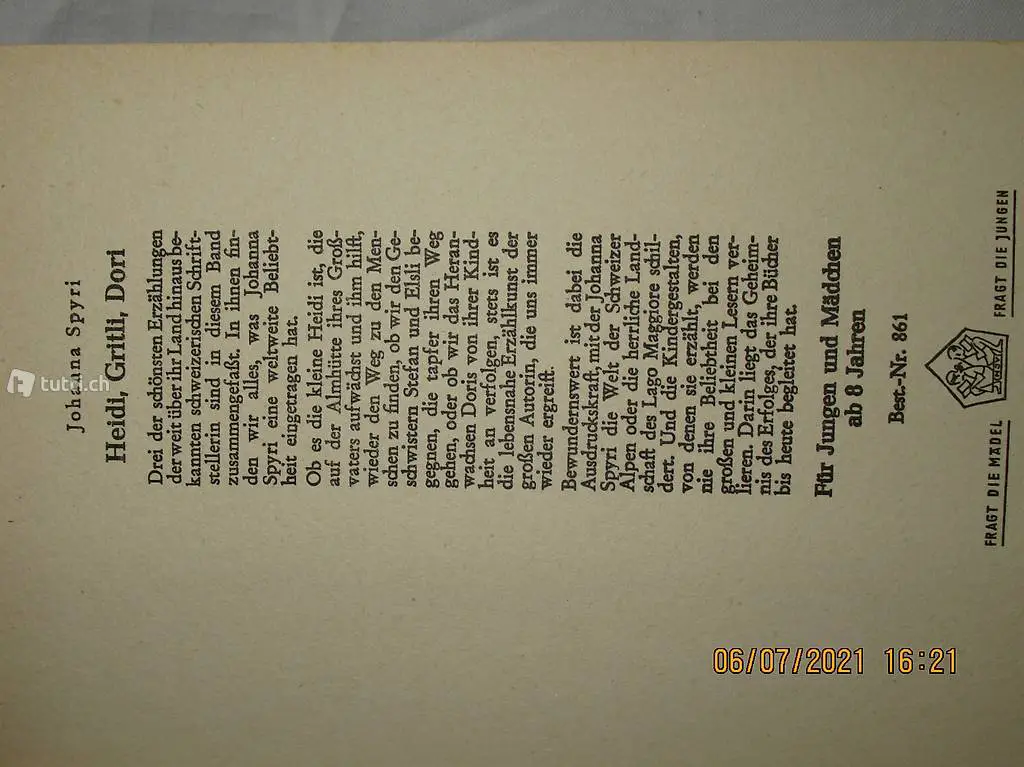 Johanna Spyri
Heidi, Gritli, Dori
Drei der schönsten Erzählungen
der weit über ihr Land hinaus be-
kannten schweizerischen Schrift-
stellerin sind in diesem Band
zusammengefaßt. In ihnen fin-
den wir alles, was Johanna
Spyri eine weltweite Beliebt-
heit eingetragen hat.
Ob es die kleine Heidi ist, die
auf der Almhütte ihres Groß-
vaters aufwächst und ihm hilft,
wieder den Weg zu den Men-
schen zu finden, ob wir den Ge-
schwistern Stefan und Elsli be-
gegnen, die tapfer ihren Weg
gehen, oder ob wir das Heran-
wachsen Doris von ihrer Kind-
heit an verfolgen, stets ist es
die lebensnahe Erzählkunst der
großen Autorin, die uns immer
wieder ergreift.
Bewundernswert ist dabei die
Ausdruckskraft, mit der Johanna
Spyri die Welt der Schweizer
Alpen oder die herrliche Land-
schaft des Lago Maggiore schil-
dert. Und die Kindergestalten,
von denen sie erzählt, werden
nie ihre Beliebtheit bei den
großen und kleinen Lesern ver-
lieren. Darin liegt das Geheim-
nis des Erfolges, der ihre Bücher
bis heute begleitet hat.
Für Jungen und Mädchen
ab 8 Jahren
Best.-Nr. 861
FRAGT DIE MÄDEL
FRAGT DIE JUNGEN
tutti.ch
06/07/2021 16:21